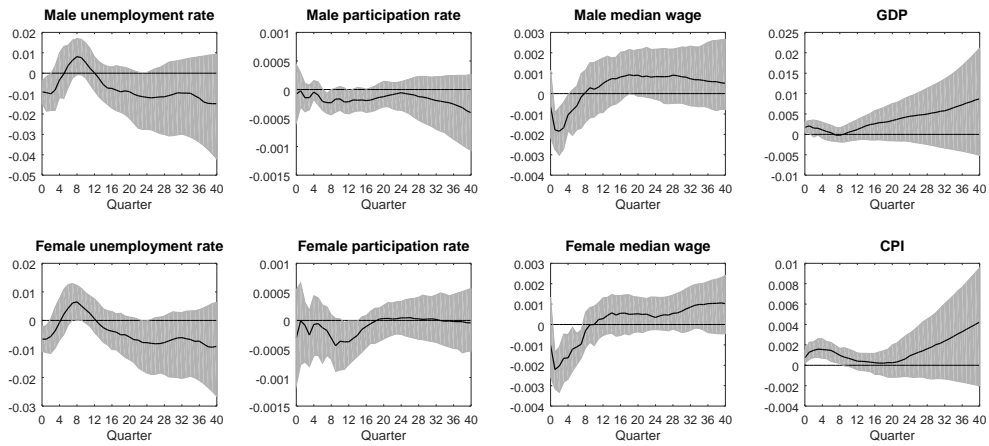 Male unemployment rate
0.02
0.01
0
-0.01
-0.02
-0.03
-0.04
-0.05
0 4 8 12 16 20 24 28 32 36 40
Quarter
Male participation rate
0.001
0.0005
0
-0.0005
-0.001
-0.0015
0 4 8 12 16 20 24 28 32 36 40
Quarter
Male median wage
0.003
0.002
0.001
0
-0.001
-0.002
-0.003
-0.004
0 4 8 12 16 20 24 28 32 36 40
Quarter
GDP
0.025
0.02
0.015
0.01
0.005
0
-0.005
-0.01
0 4 8 12 16 20 24 28 32 36 40
Quarter
Female unemployment rate
0.02
0.01
0
-0.01
-0.02
-0.03
0 4 8 12 16 20 24 28 32 36 40
Quarter
Female participation rate
0.001
0.0005
0
-0.0005
-0.001
-0.0015
0 4 8 12 16 20 24 28 32 36 40
Quarter
Female median wage
0.003
0.002
0.001
0
-0.001
-0.002
-0.003
-0.004
0 4 8 12 16 20 24 28 32 36 40
Quarter
CPI
0.01
0.008
0.006
0.004
0.002
0
-0.002
-0.004
0 4 8 12 16 20 24 28 32 36 40
Quarter